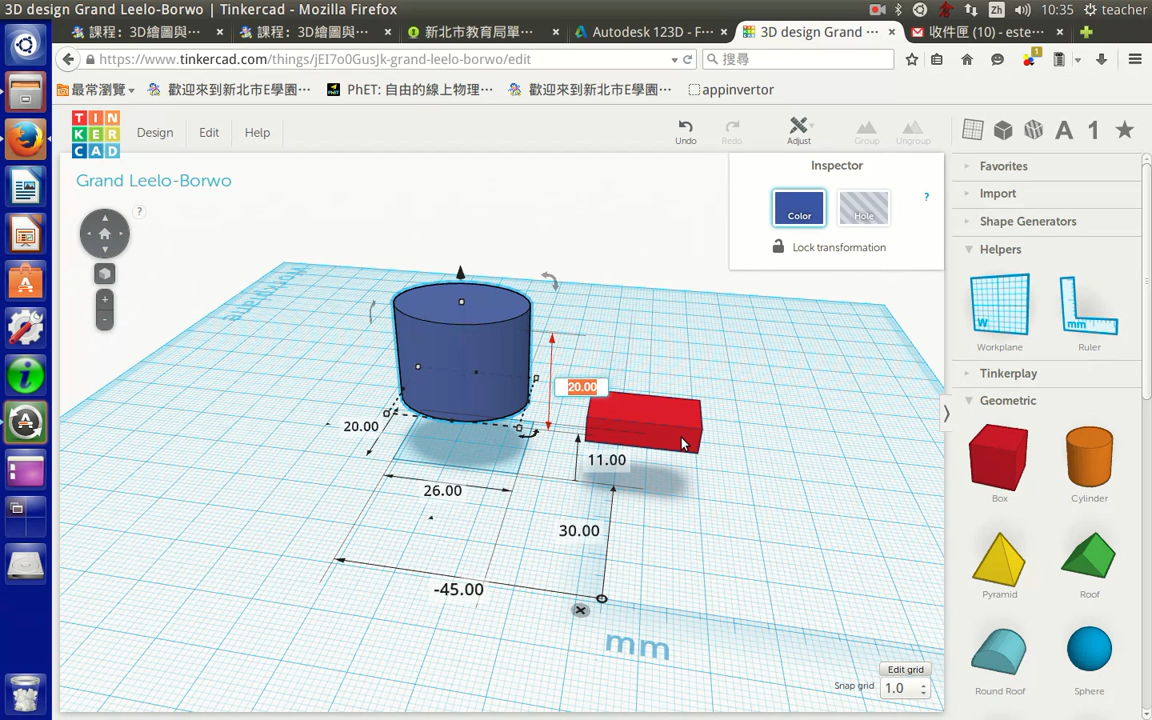 3D design Grand Leelo-Borwo | Tinkercad - Mozilla Firefox
Zh
10:35
teacher
課程：3D繪圖與…
課程：3D繪圖與…
新北市教育局單…
Autodesk 123D - F…
3D design Grand …
收件匣 (10) - este…
https://www.tinkercad.com/things/jEI7o0GusJk-grand-leelo-borwo/edit
搜尋
1
最常瀏覽
歡迎來到新北市E學園…
PhET: 自由的線上物理…
歡迎來到新北市E學園…
appinvertor
TIN
KER
CAD
Design
Edit
Help
Undo
Redo
Adjust
Group
Ungroup
A
1
Grand Leelo-Borwo
?
+
-
Inspector
Color
Hole
?
Lock transformation
Favorites
Import
Shape Generators
Helpers
W
mm
Workplane
Ruler
Tinkerplay
Geometric
Box
Cylinder
Pyramid
Roof
Round Roof
Sphere
20.00
20.00
11.00
26.00
30.00
-45.00
mm
Edit grid
Snap grid
1.0